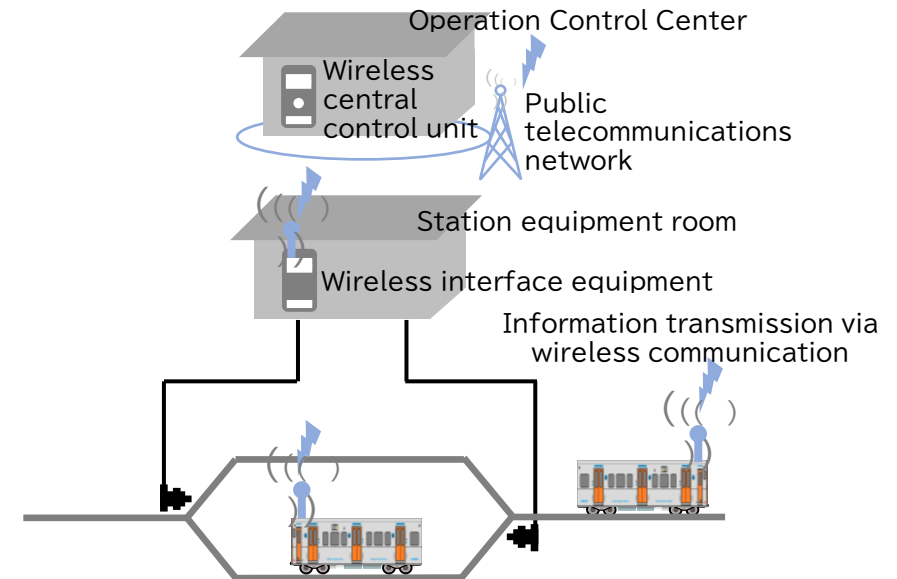 Operation Control Center
Wireless
central
control unit
Public
telecommunications
network
Station equipment room
Wireless interface equipment
Information transmission via
wireless communication